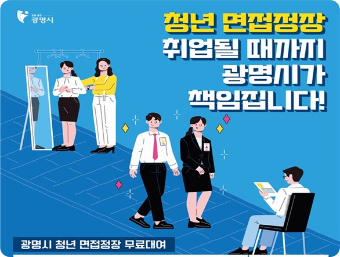 광명시
청년 면접정장
취업될 때까지
광명시가
책임집니다!
광명시 청년 면접정장 무료대여